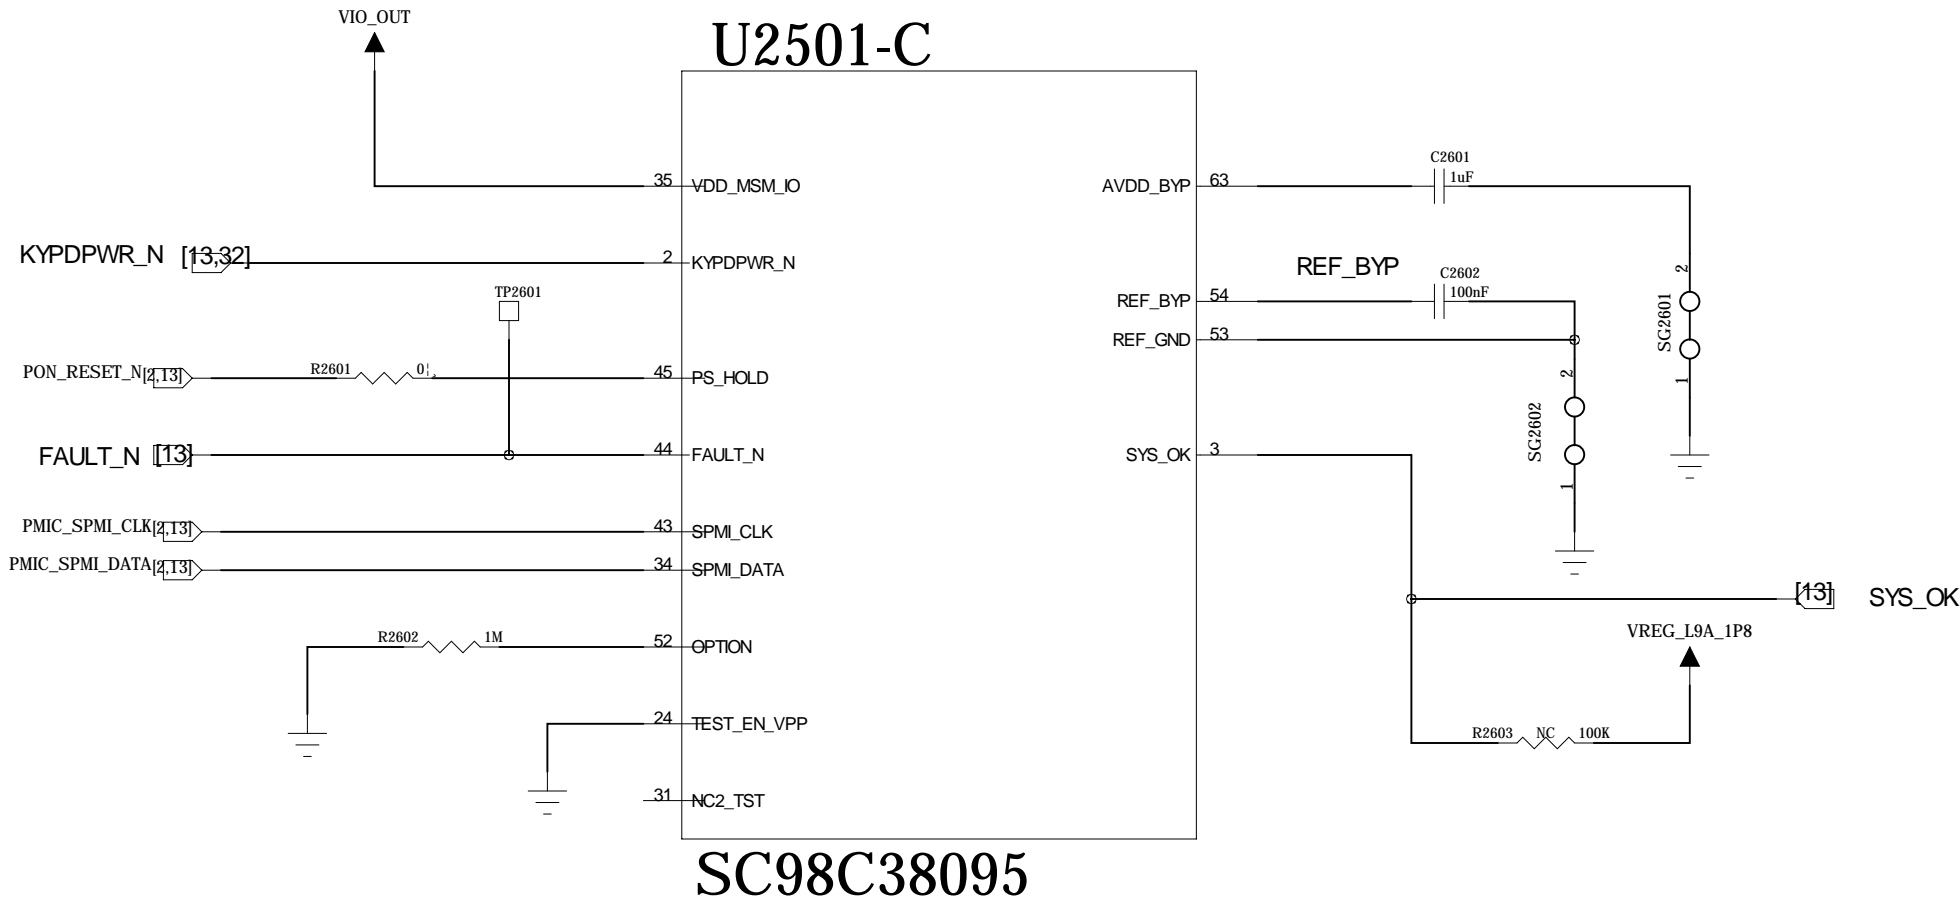 VIO_OUT
U2501-C
35 VDD_MSM_IO
AVDD_BYP 63
C2601
1uF
KYPDPWR_N [13,32]
2 KYPDPWR_N
TP2601
REF_BYP
C2602
100nF
REF_BYP 54
REF_GND 53
2
SG2601
1
PON_RESET_N[2,13]
R2601
45 PS_HOLD
2
SG2602
1
FAULT_N [13]
44 FAULT_N
SYS_OK 3
PMIC_SPMI_CLK[2,13]
43 SPMI_CLK
PMIC_SPMI_DATA[2,13]
34 SPMI_DATA
[13] SYS_OK
R2602 1M
52 OPTION
VREG_L9A_1P8
24 TEST_EN_VPP
R2603 NC 100K
31 NC2_TST
SC98C38095